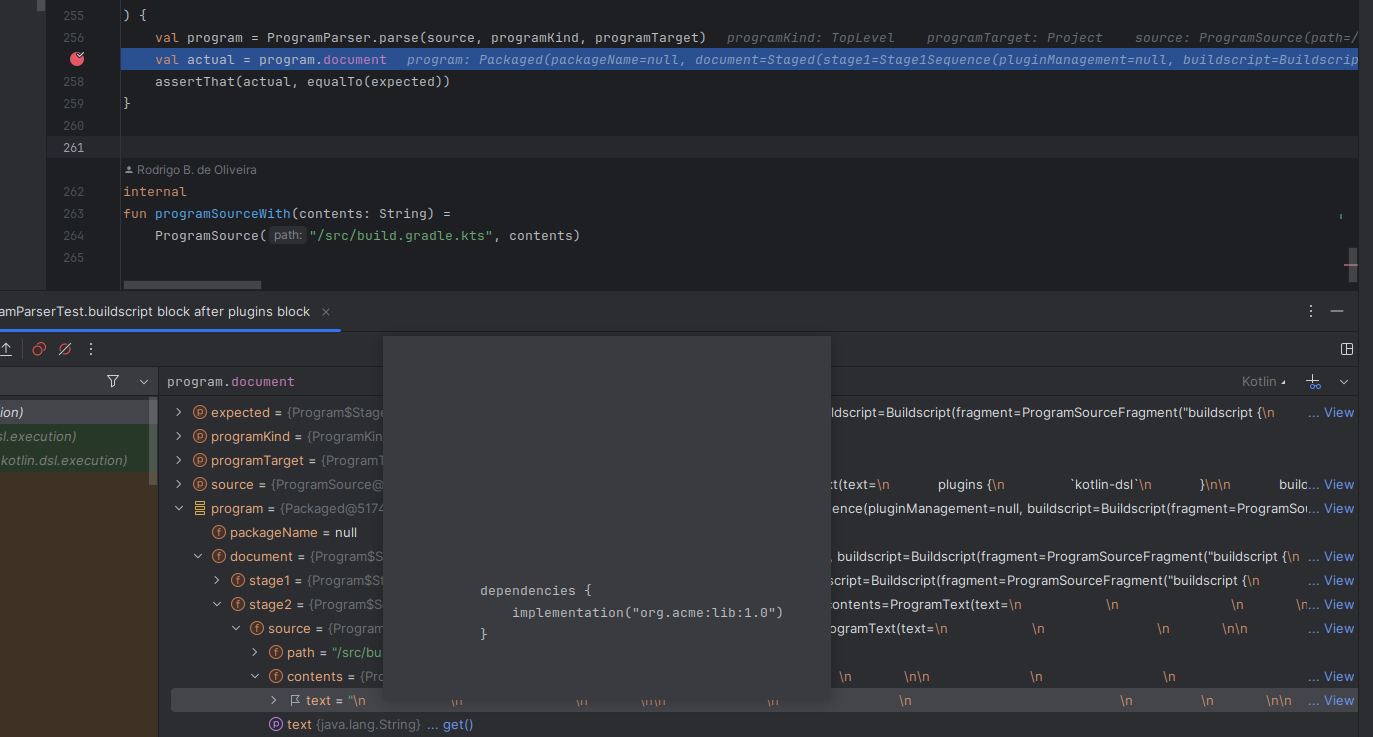 255 ) {
256 val program = ProgramParser.parse(source, programKind, programTarget) programKind: TopLevel programTarget: Project source: ProgramSource(path=/
val actual = program.document program: Packaged(packageName=null, document=Staged(stage1=Stage1Sequence(pluginManagement=null, buildscript=Buildscrip
258 assertThat(actual, equalTo(expected))
259 }
260
261
Rodrigo B. de Oliveira
262 internal
263 fun programSourceWith(contents: String) =
264 ProgramSource( path: "/src/build.gradle.kts", contents)
265
amParserTest.buildscript block after plugins block
program.document Kotlin
ion)
sl.execution)
kotlin.dsl.execution)
expected = {Program$Stage ldscript=Buildscript(fragment=ProgramSourceFragment("buildscript {\n ... View
programKind = {ProgramKin
programTarget = {ProgramT
source = {ProgramSource@ xt(text=\n plugins {\n `kotlin-dsl`\n }\n\n build... View
program = {Packaged@5174 ence(pluginManagement=null, buildscript=Buildscript(fragment=ProgramSou... View
packageName = null
document = {Program$S , buildscript=Buildscript(fragment=ProgramSourceFragment("buildscript {\n ... View
stage1 = {Program$St script=Buildscript(fragment=ProgramSourceFragment("buildscript {\n ... View
stage2 = {Program$S contents=ProgramText(text=\n \n \n \n... View
source = {Program ogramText(text=\n \n \n \n\n ... View
path = "/src/bu
contents = {Pro \n \n\n \n \n ... View
text = "\n \n \n \n\n \n \n \n \n \n\n ... View
text {java.lang.String} ... get()
dependencies {
implementation("org.acme:lib:1.0")
}